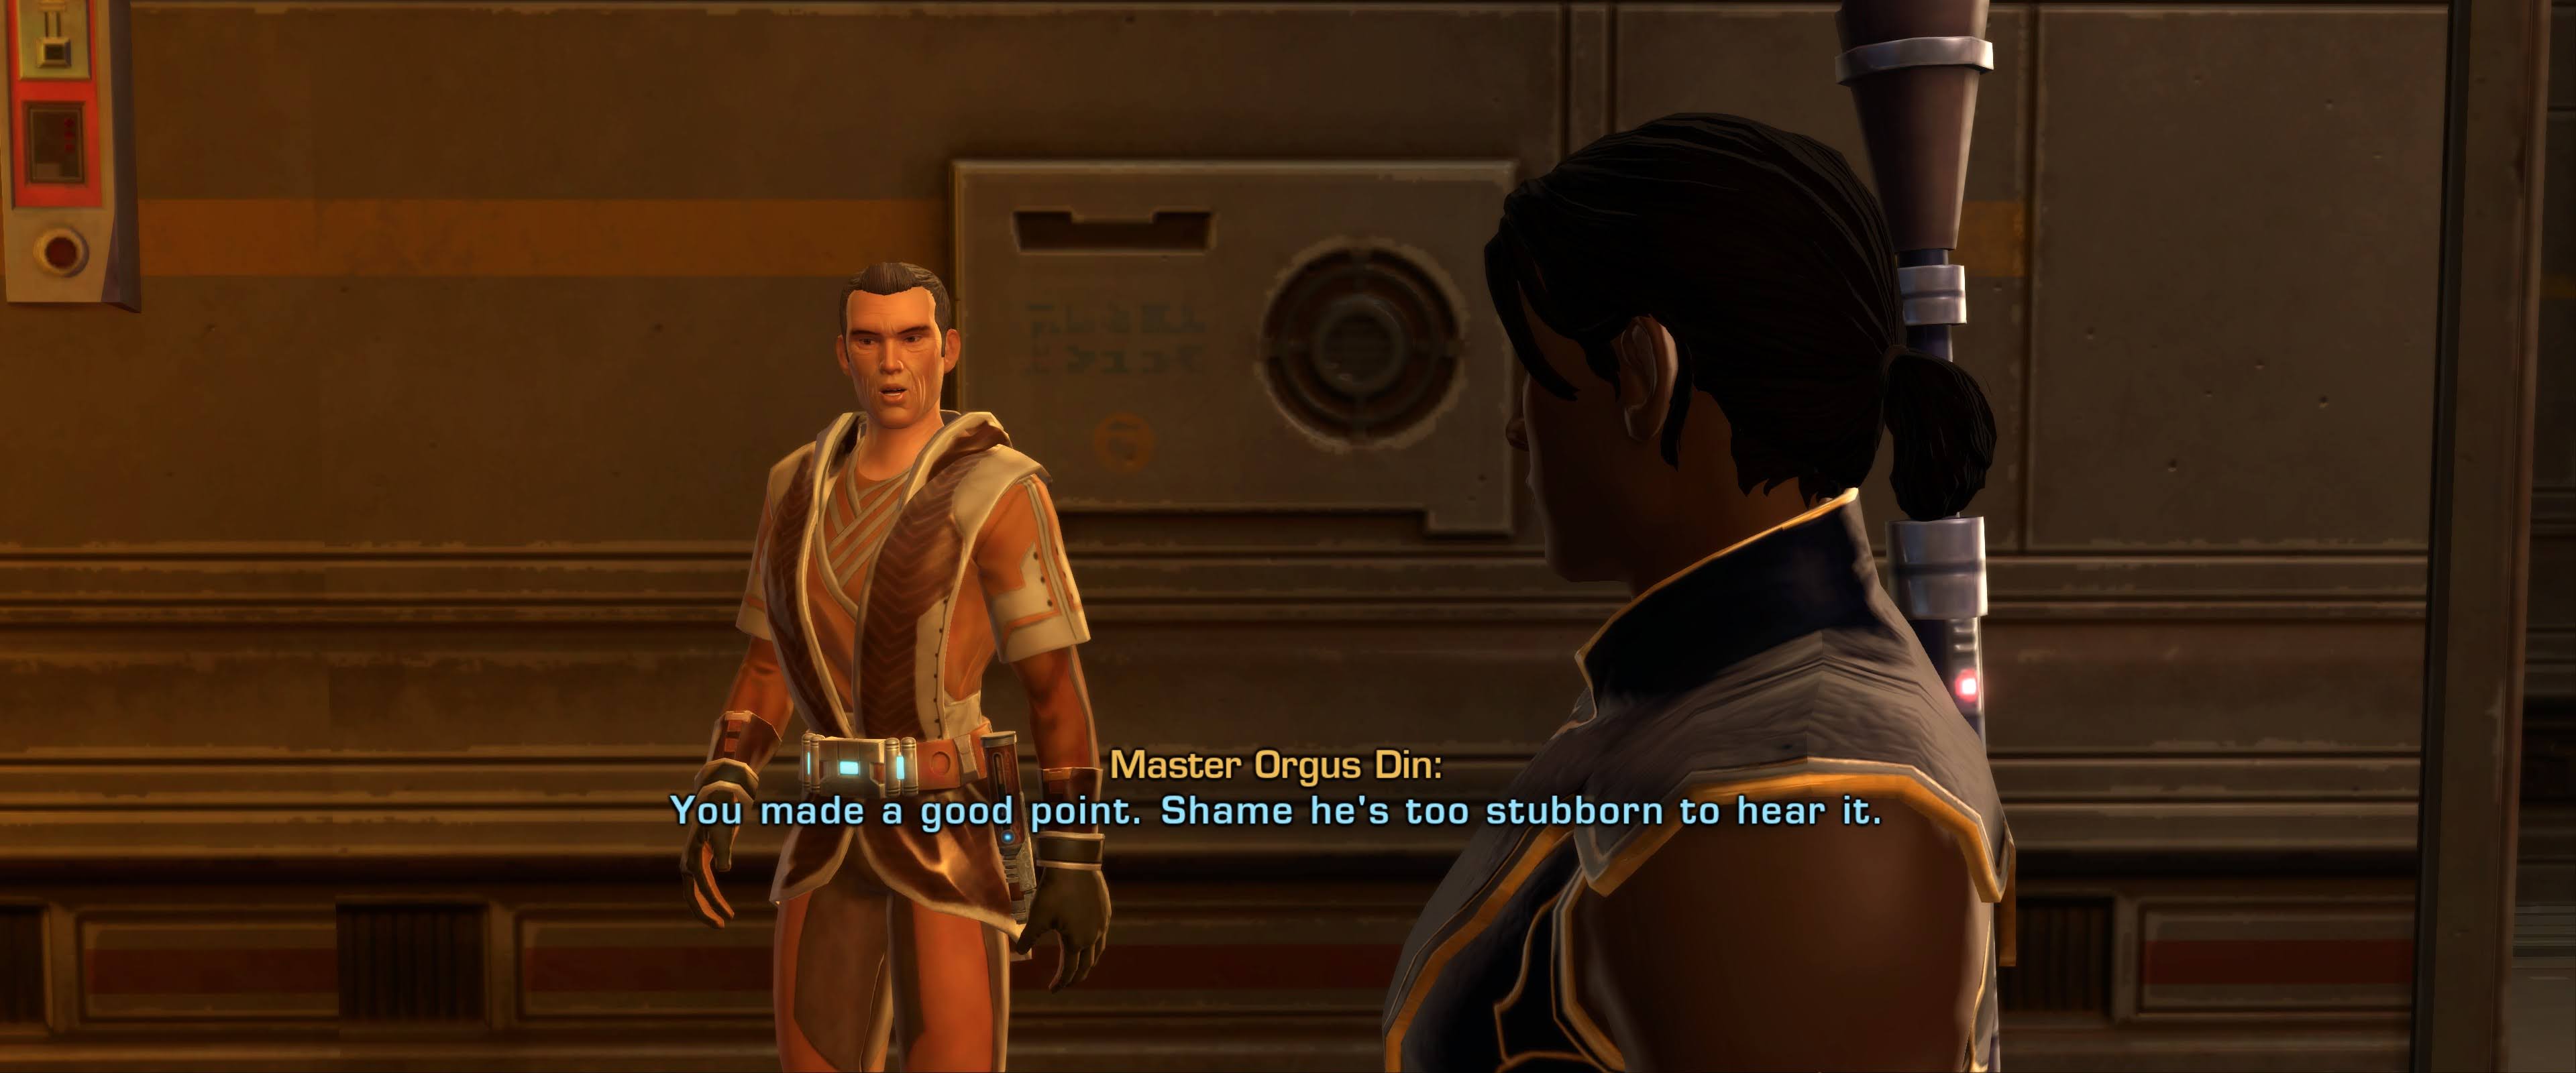 Master Orgus Din:
You made a good point. Shame he's too stubborn to hear it.